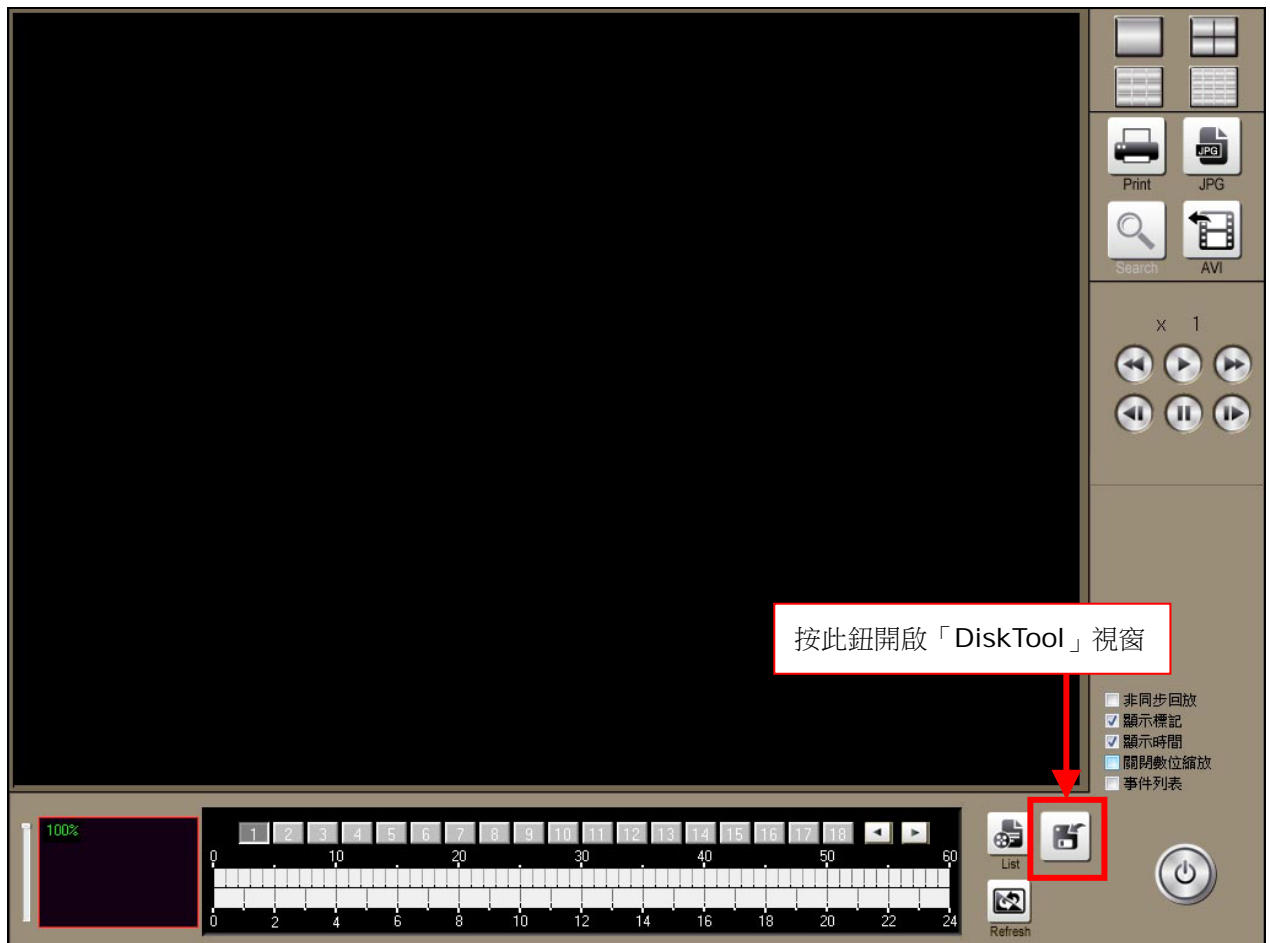 Print JPG
Search AVI
x 1
按此鈕開啟「DiskTool」視窗
非同步回放
顯示標記
顯示時間
關閉數位縮放
事件列表
100%
1 2 3 4 5 6 7 8 9 10 11 12 13 14 15 16 17 18
0 10 20 30 40 50 60
0 2 4 6 8 10 12 14 16 18 20 22 24
List
Refresh